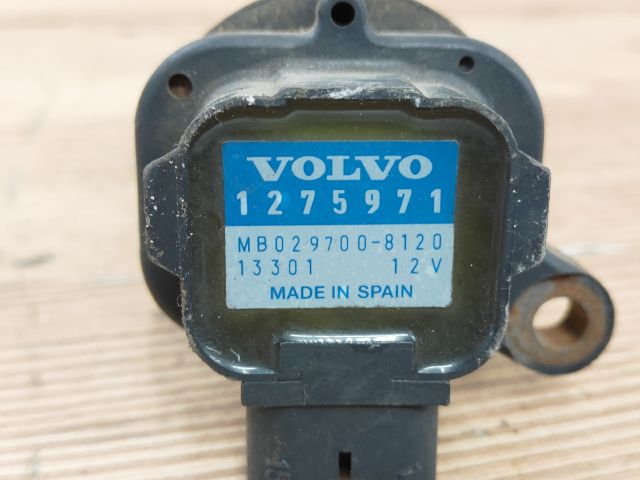 VOLVO
1275971
MB029700-8120
13301 12V
MADE IN SPAIN